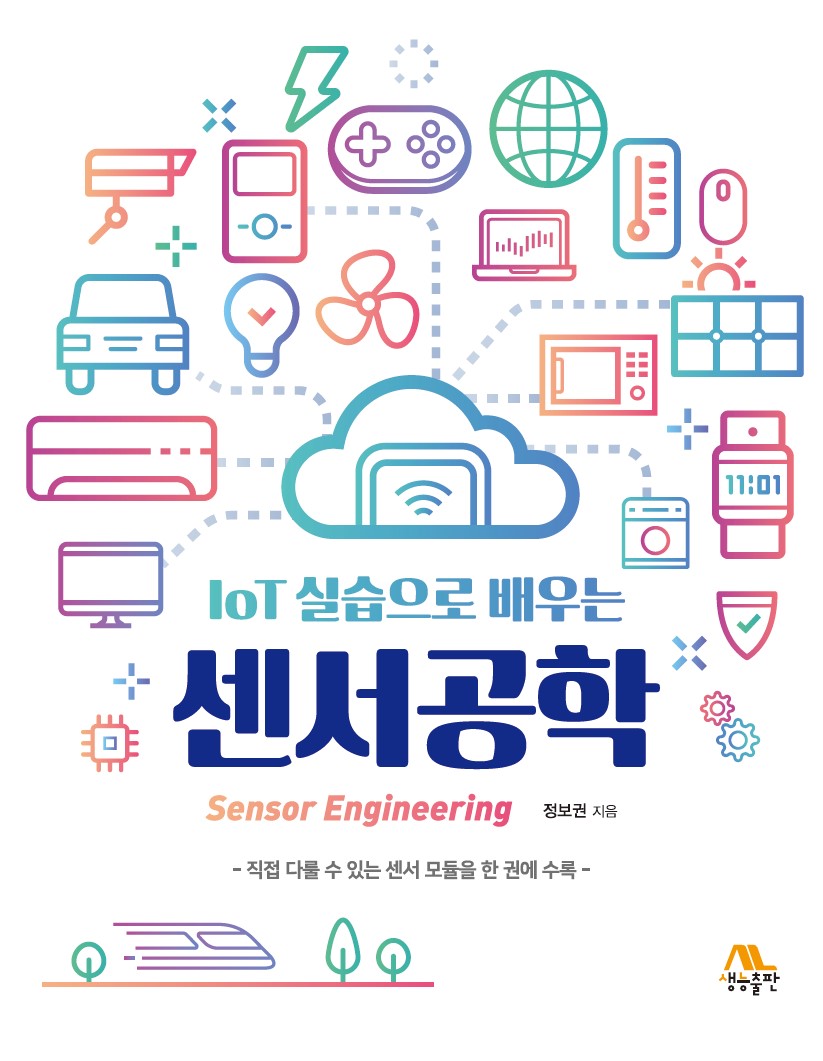 11:01
IoT 실습으로 배우는
센서공학
Sensor Engineering 정보권 지음
- 직접 다룰 수 있는 센서 모듈을 한 권에 수록 -
생능출판